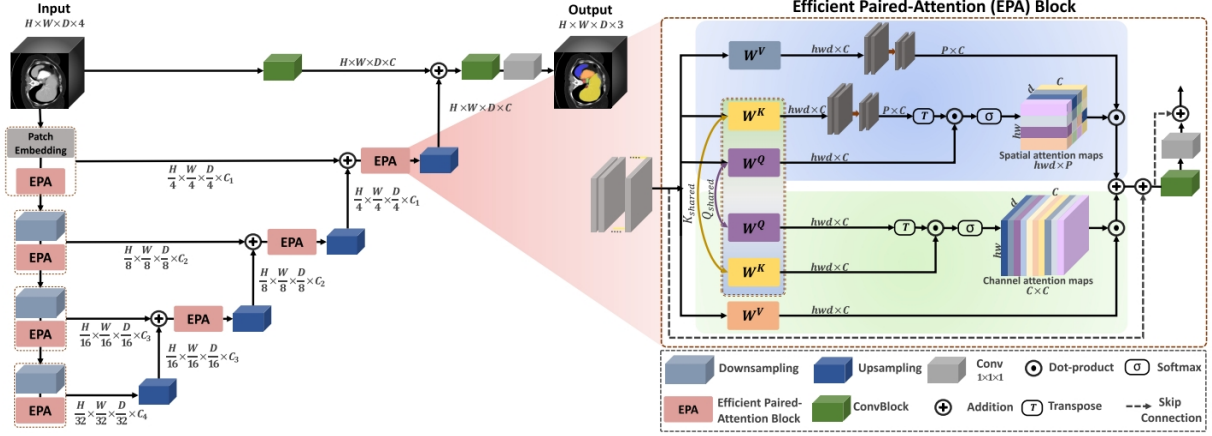 Input
H×W×D×4
Output
H×W×D×3
H×W×D×C
H×W×D×C
Patch
Embedding
EPA
H/4×W/4×D/4×C₁
EPA
H/4×W/4×D/4×C₁
EPA
H/8×W/8×D/8×C₂
EPA
H/8×W/8×D/8×C₂
EPA
H/16×W/16×D/16×C₃
EPA
H/16×W/16×D/16×C₃
EPA
H/32×W/32×D/32×C₄
Efficient Paired-Attention (EPA) Block
W^V
hwd×C
P×C
W^K
hwd×C
P×C
T
σ
C
d
hw
W^Q
hwd×C
Spatial attention maps
hwd×P
K_shared
Q_shared
W^Q
hwd×C
T
σ
C
d
hw
W^K
hwd×C
Channel attention maps
C×C
W^V
hwd×C
Downsampling
Upsampling
Conv
1×1×1
Dot-product
σ
Softmax
EPA
Efficient Paired-
Attention Block
ConvBlock
Addition
T
Transpose
Skip
Connection